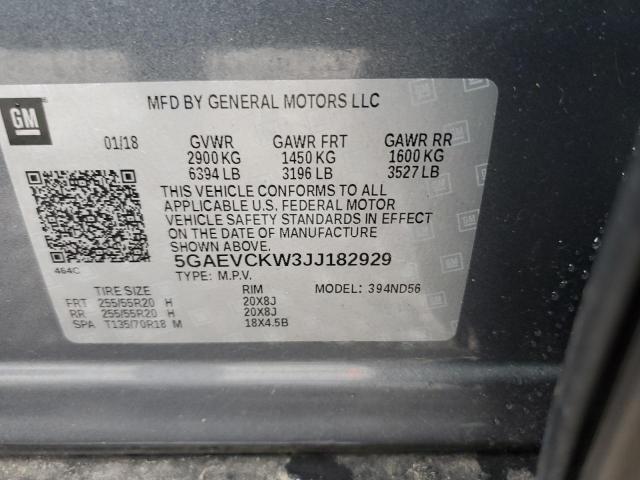 GM
MFD BY GENERAL MOTORS LLC
01/18 GVWR GAWR FRT GAWR RR
2900 KG 1450 KG 1600 KG
6394 LB 3196 LB 3527 LB
THIS VEHICLE CONFORMS TO ALL
APPLICABLE U.S. FEDERAL MOTOR
VEHICLE SAFETY STANDARDS IN EFFECT
ON THE DATE OF MANUFACTURE
SHOWN ABOVE.
464C
5GAEVCKW3JJ182929
TYPE: M.P.V.
TIRE SIZE RIM MODEL: 394ND56
FRT 255/55R20 H 20X8J
RR 255/55R20 H 20X8J
SPA T135/70R18 M 18X4.5B